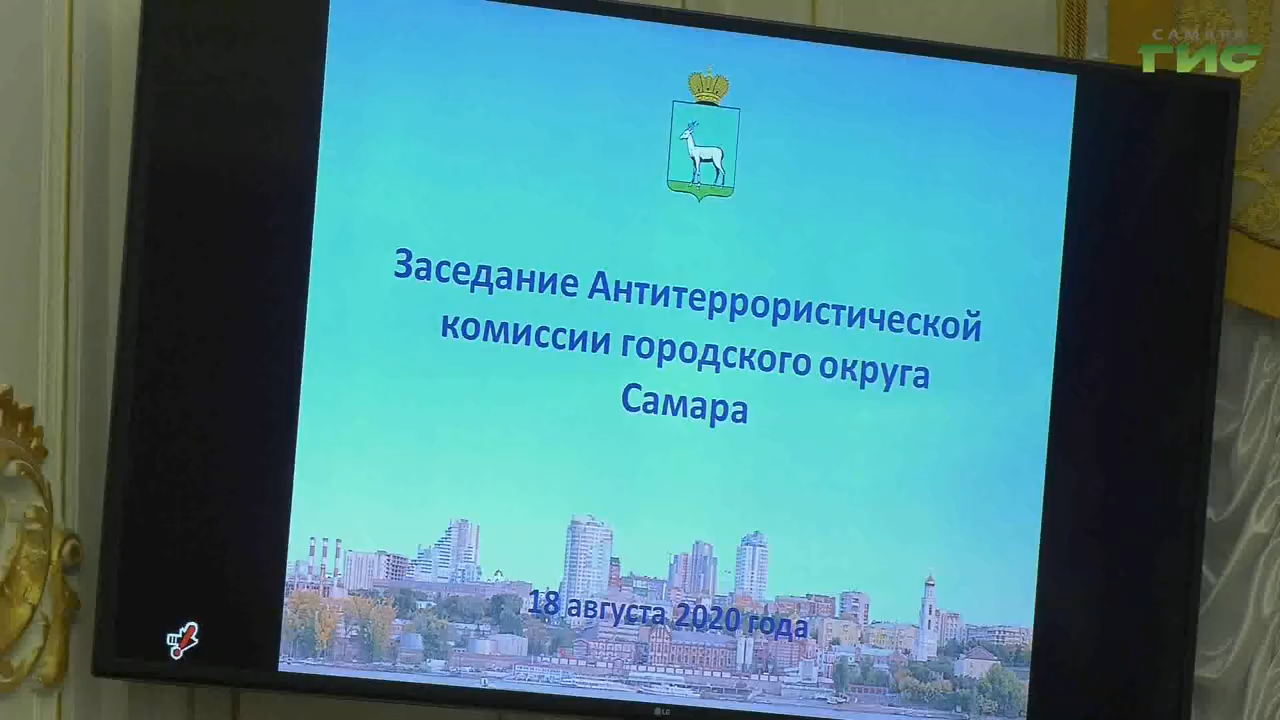 САМАРА
ГИС
Заседание Антитеррористической
комиссии городского округа
Самара
18 августа 2020 года
LG